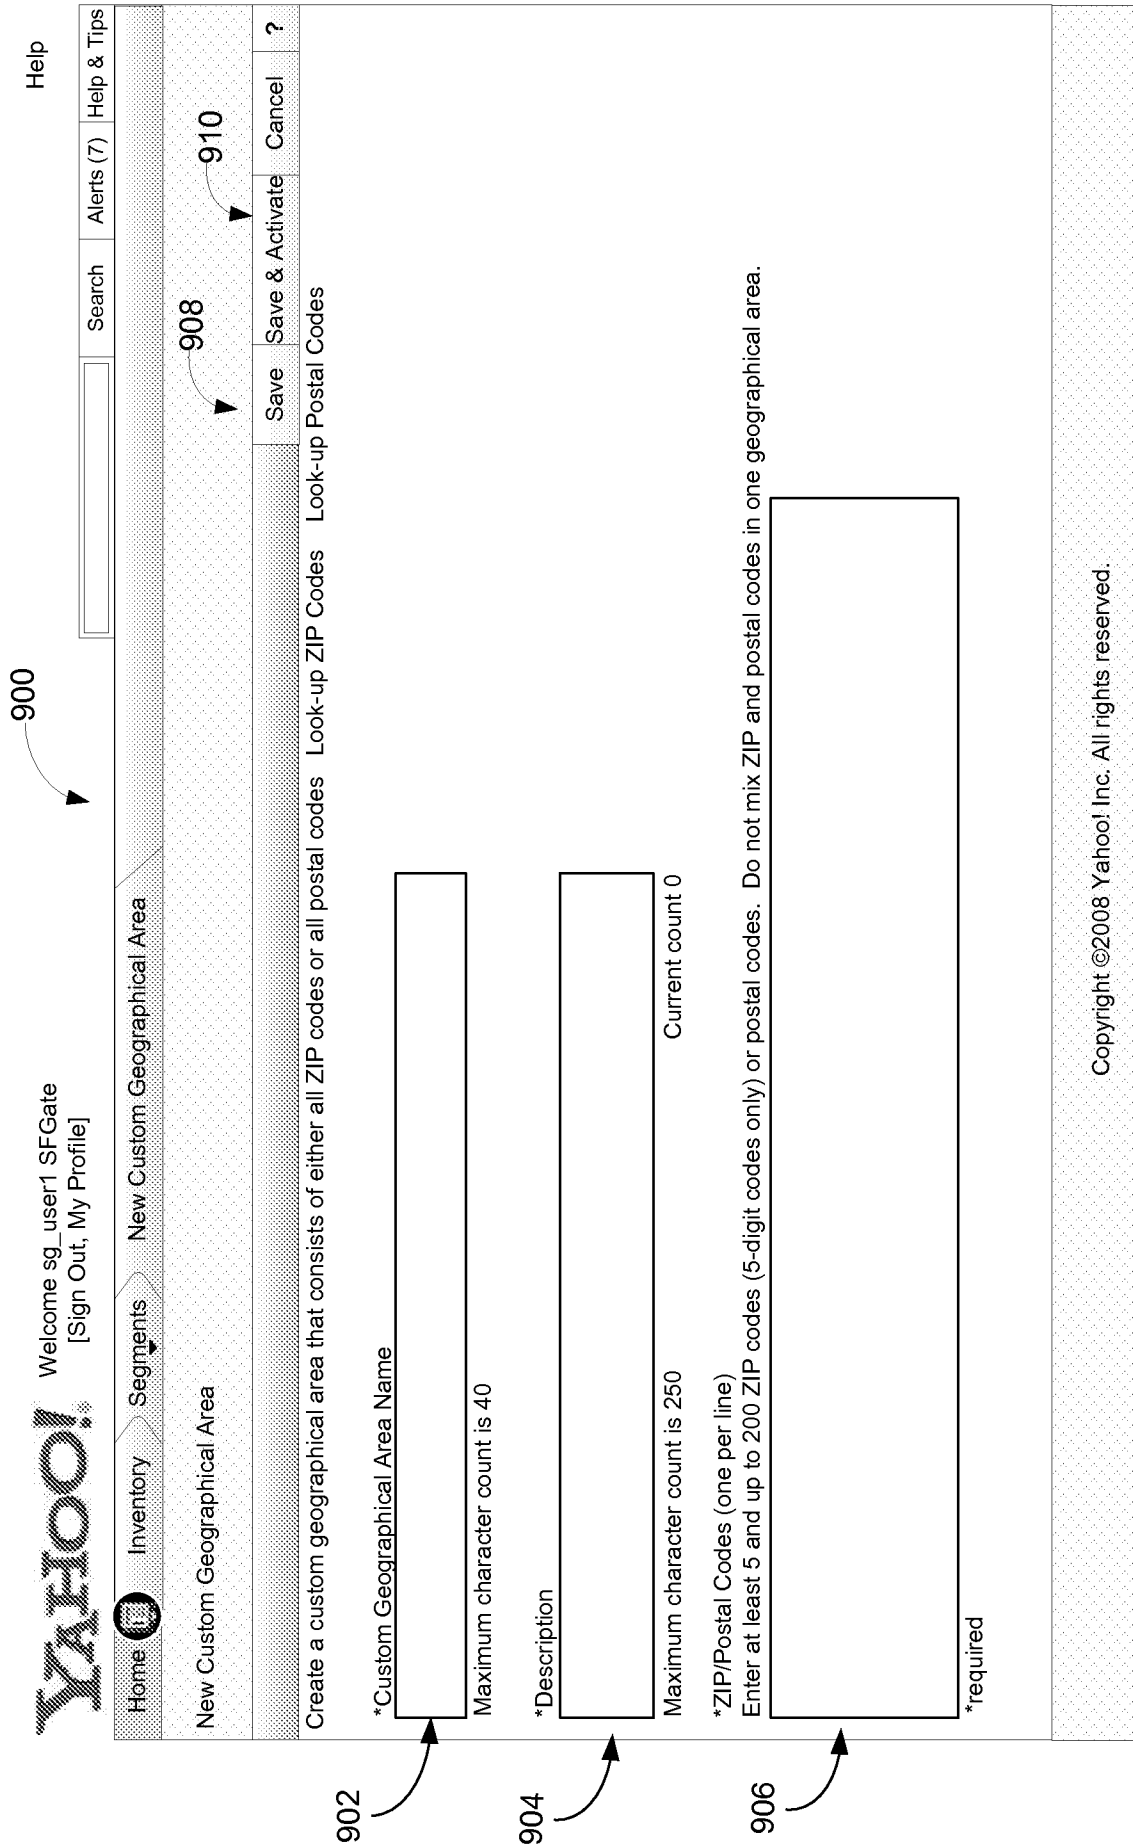 900
YAHOO!
Welcome sg_user1 SFGate
[Sign Out, My Profile]
Help
Search Alerts (7) Help & Tips
Home Inventory Segments New Custom Geographical Area
New Custom Geographical Area
908
910
Save Save & Activate Cancel ?
Create a custom geographical area that consists of either all ZIP codes or all postal codes Look-up ZIP Codes Look-up Postal Codes
902
*Custom Geographical Area Name
Maximum character count is 40
904
*Description
Maximum character count is 250 Current count 0
906
*ZIP/Postal Codes (one per line)
Enter at least 5 and up to 200 ZIP codes (5-digit codes only) or postal codes. Do not mix ZIP and postal codes in one geographical area.
*required
Copyright ©2008 Yahoo! Inc. All rights reserved.